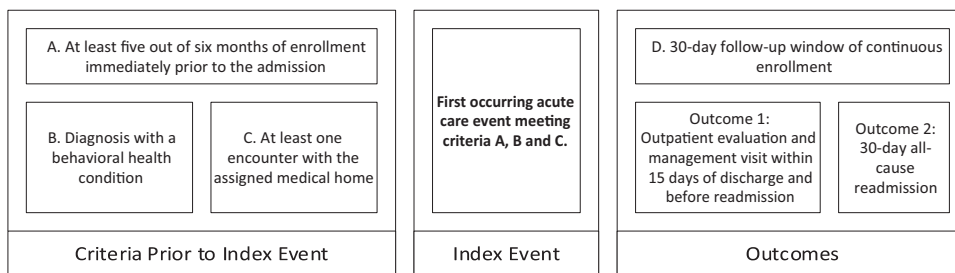 A. At least five out of six months of enrollment
immediately prior to the admission
B. Diagnosis with a
behavioral health
condition
C. At least one
encounter with the
assigned medical home
Criteria Prior to Index Event
First occurring acute
care event meeting
criteria A, B and C.
Index Event
D. 30-day follow-up window of continuous
enrollment
Outcome 1:
Outpatient evaluation and
management visit within
15 days of discharge and
before readmission
Outcome 2:
30-day all-
cause
readmission
Outcomes